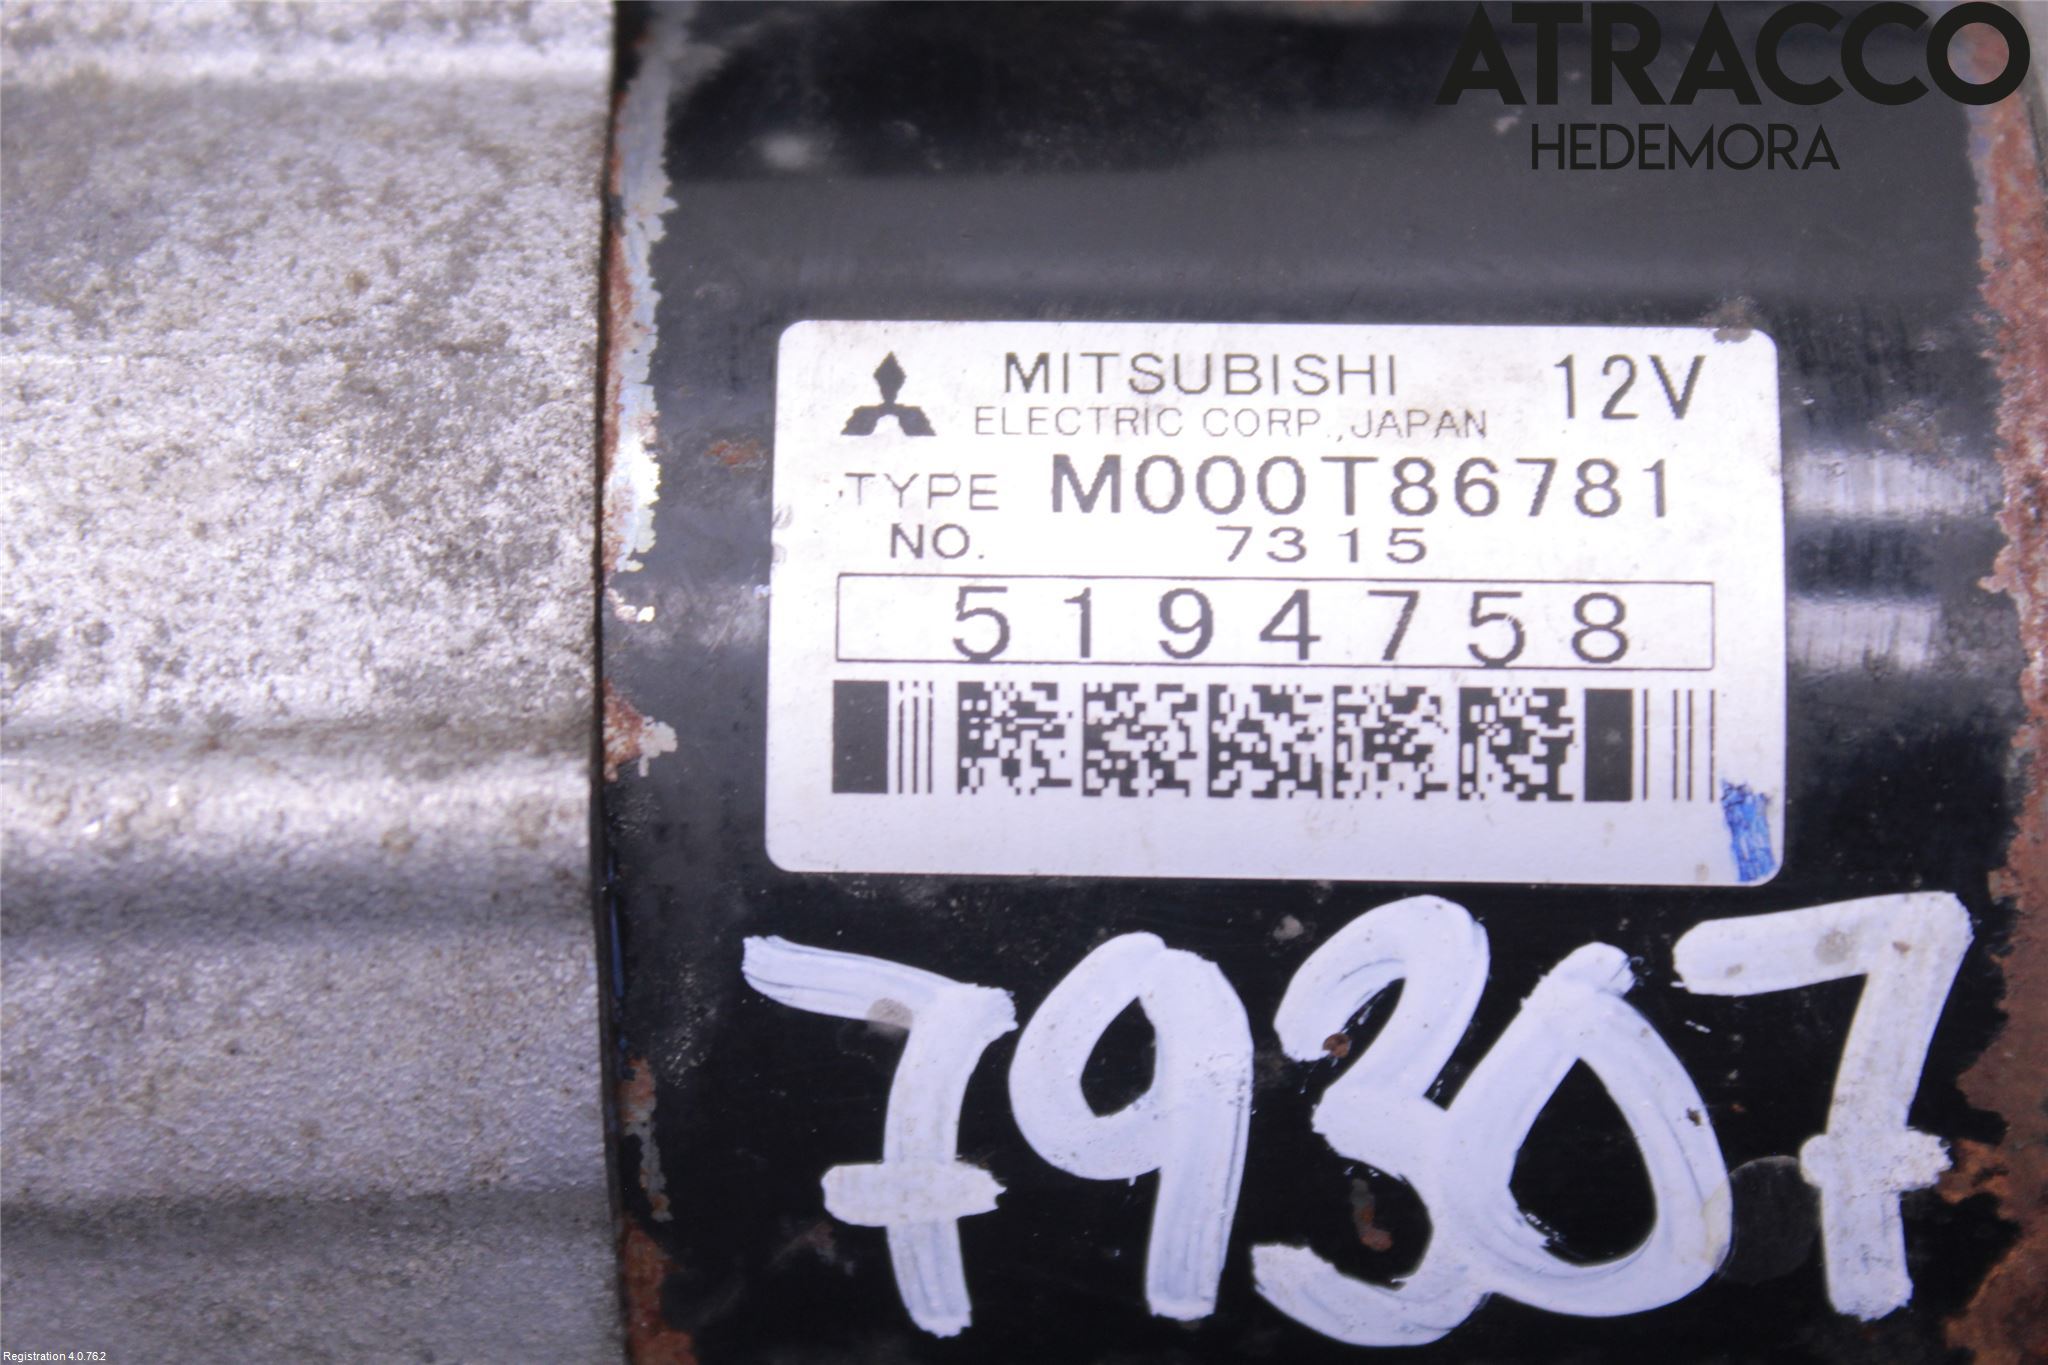 ATRACCO
HEDEMORA
MITSUBISHI 12V
ELECTRIC CORP., JAPAN
TYPE M000T86781
NO. 7315
5194758
79307
Registration 4.0.762